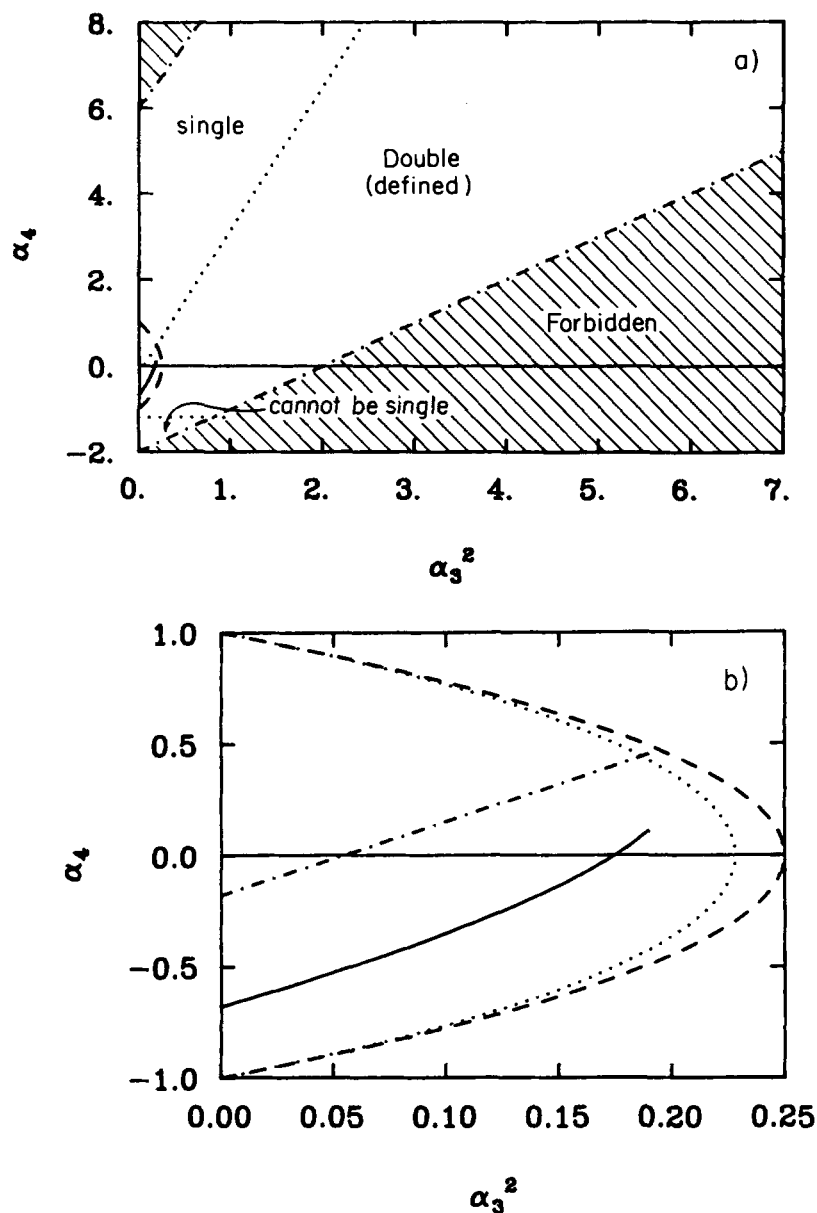 8.
6.
4.
2.
0.
−2.
α₄
a)
single
Double
(defined)
Forbidden
cannot be single
0. 1. 2. 3. 4. 5. 6. 7.
α₃²
1.0
0.5
0.0
−0.5
−1.0
α₄
b)
0.00 0.05 0.10 0.15 0.20 0.25
α₃²